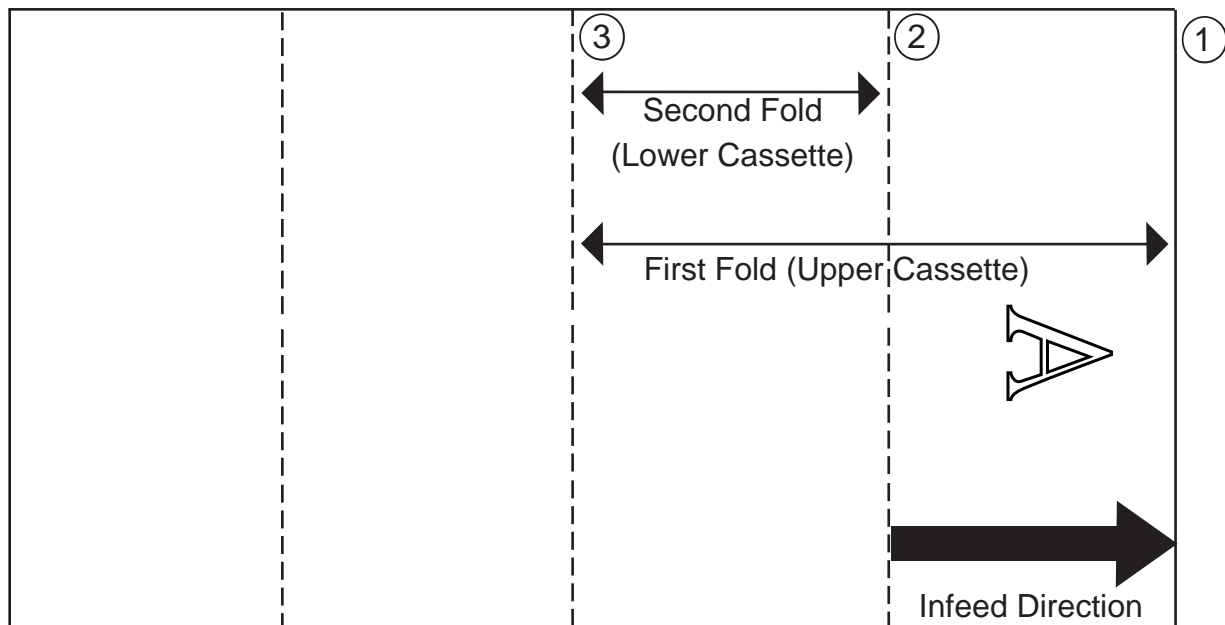 ③ ② ①
Second Fold
(Lower Cassette)
First Fold (Upper Cassette)
A
Infeed Direction